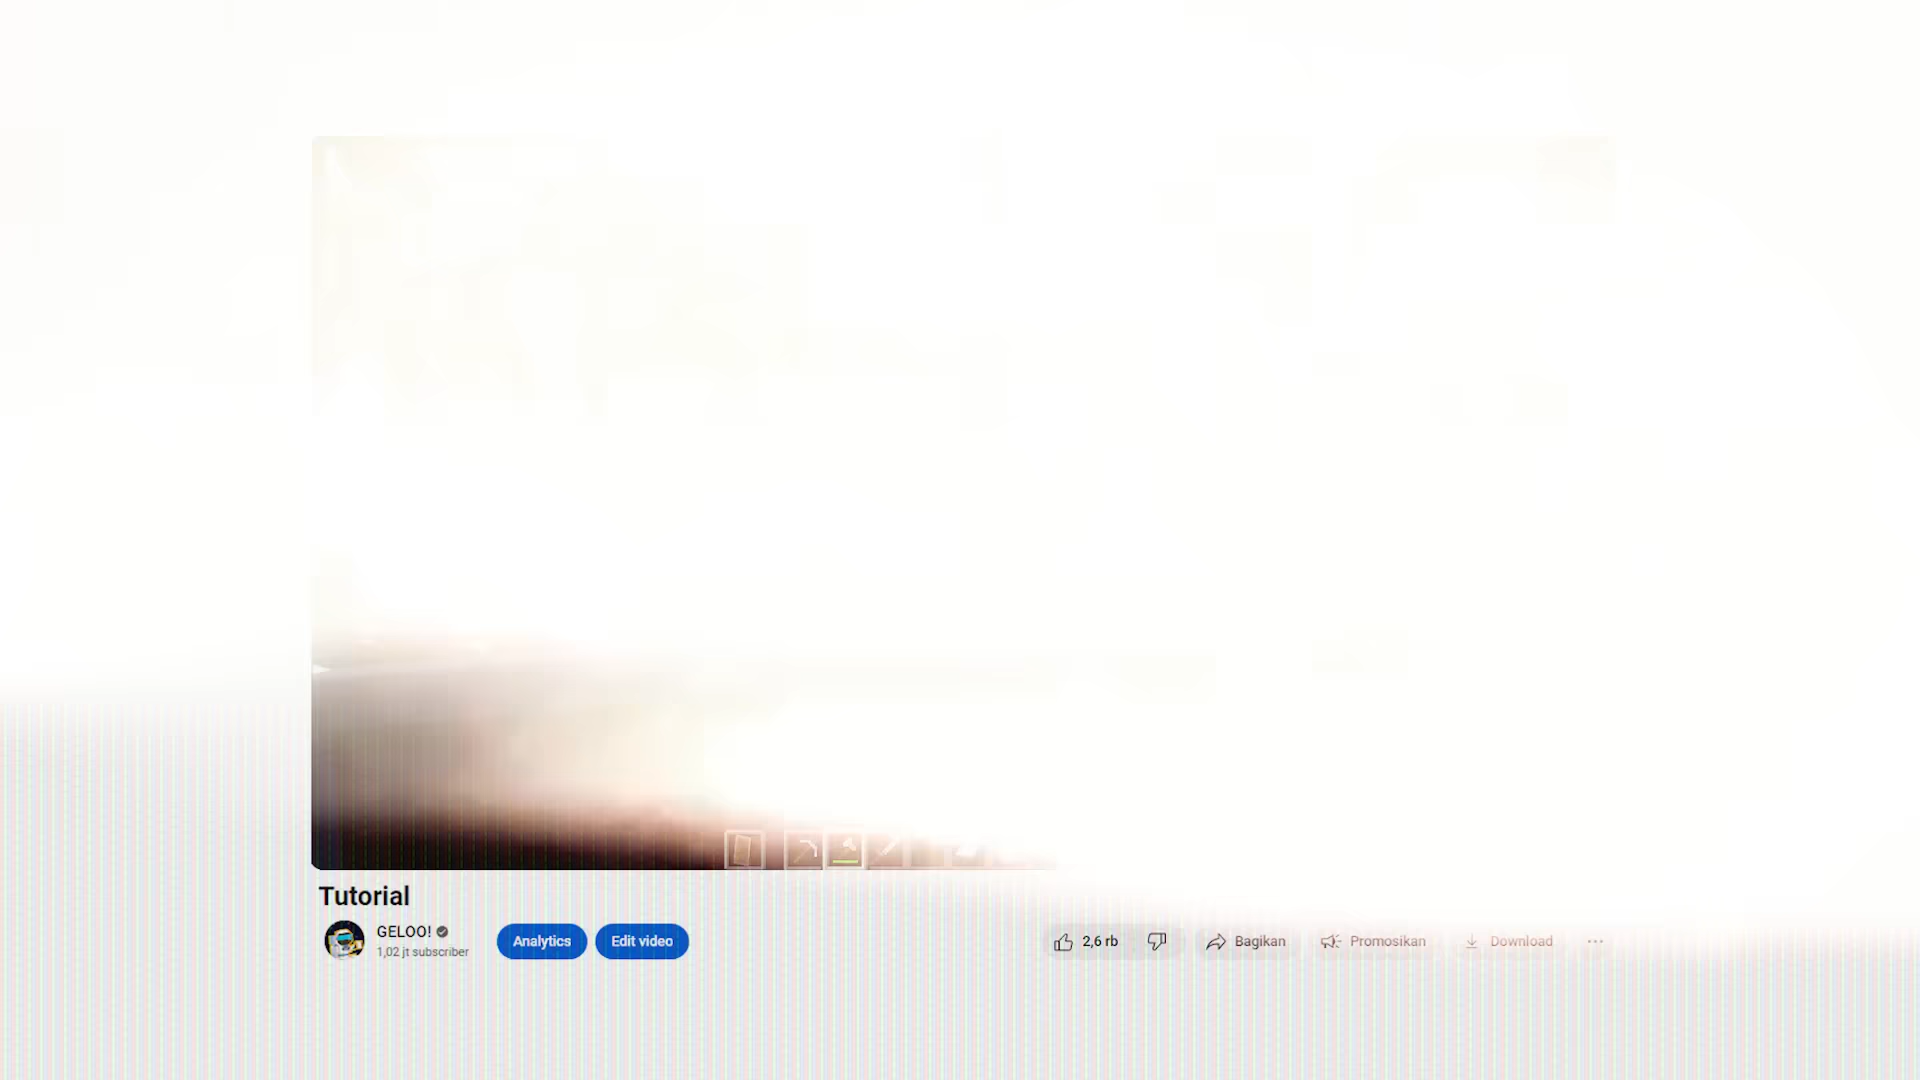 Tutorial
GELOO!
1,02 jt subscriber
Analytics
Edit video
2,6 rb
Bagikan
Promosikan
Download